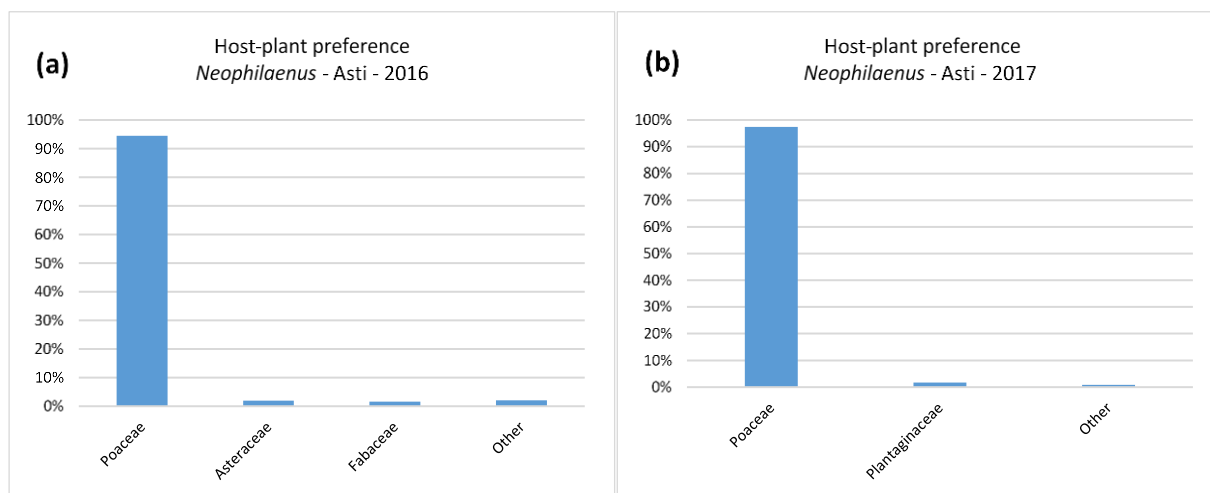 (a)
Host-plant preference
Neophilaenus - Asti - 2016
100%
90%
80%
70%
60%
50%
40%
30%
20%
10%
0%
Poaceae
Asteraceae
Fabaceae
Other
(b)
Host-plant preference
Neophilaenus - Asti - 2017
100%
90%
80%
70%
60%
50%
40%
30%
20%
10%
0%
Poaceae
Plantaginaceae
Other